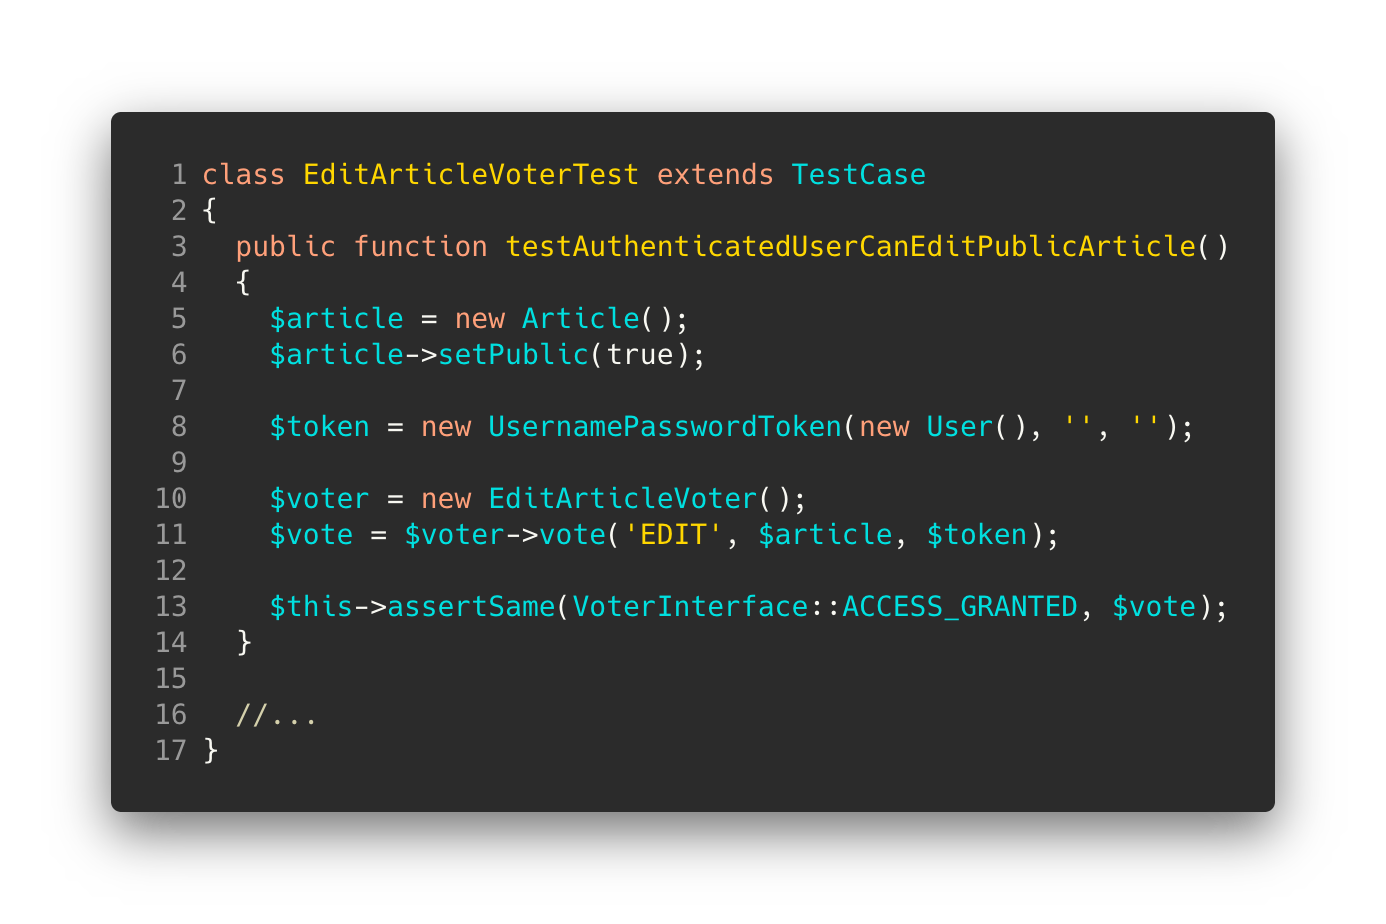 1 class EditArticleVoterTest extends TestCase
2 {
3   public function testAuthenticatedUserCanEditPublicArticle()
4   {
5     $article = new Article();
6     $article->setPublic(true);
7
8     $token = new UsernamePasswordToken(new User(), '', '');
9
10     $voter = new EditArticleVoter();
11     $vote = $voter->vote('EDIT', $article, $token);
12
13     $this->assertSame(VoterInterface::ACCESS_GRANTED, $vote);
14   }
15
16   //...
17 }